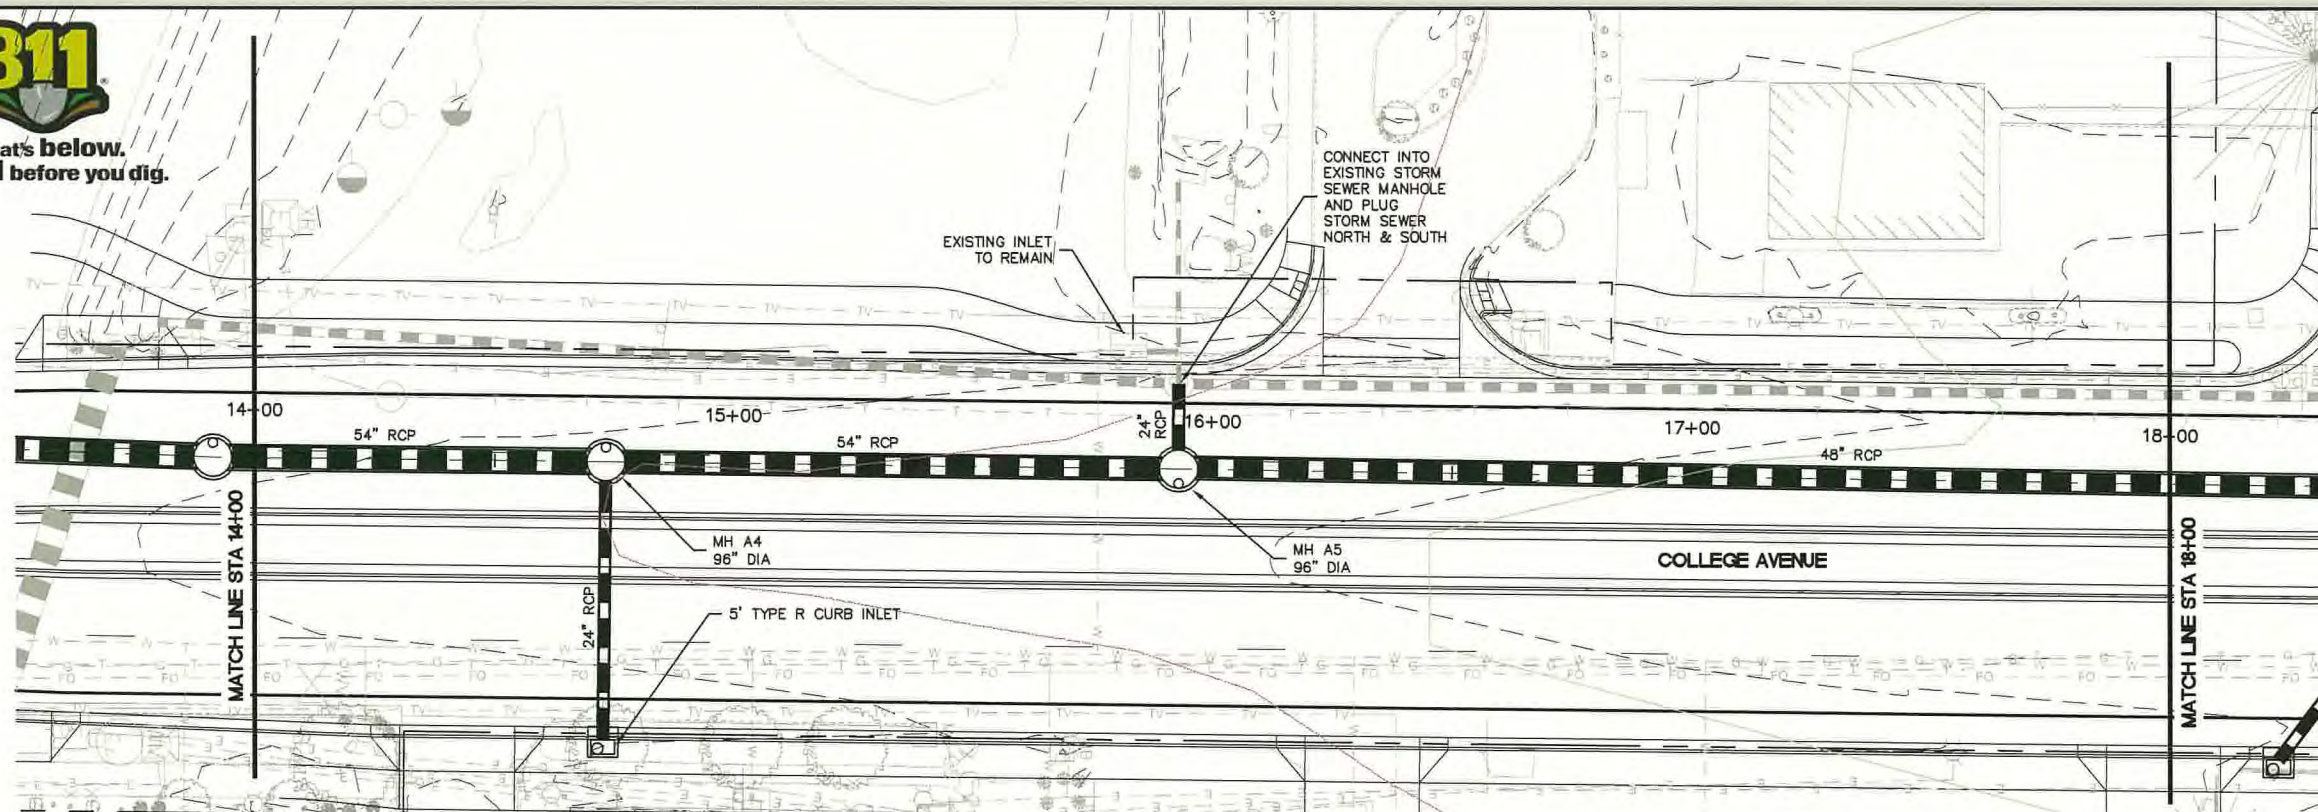 811
at's below.
before you dig.
CONNECT INTO
EXISTING STORM
SEWER MANHOLE
AND PLUG
STORM SEWER
NORTH & SOUTH
EXISTING INLET
TO REMAIN
14+00
15+00
16+00
17+00
18+00
54" RCP
54" RCP
24"
RCP
48" RCP
MATCH LINE STA 14+00
MH A4
96" DIA
MH A5
96" DIA
COLLEGE AVENUE
MATCH LINE STA 18+00
24" RCP
5' TYPE R CURB INLET